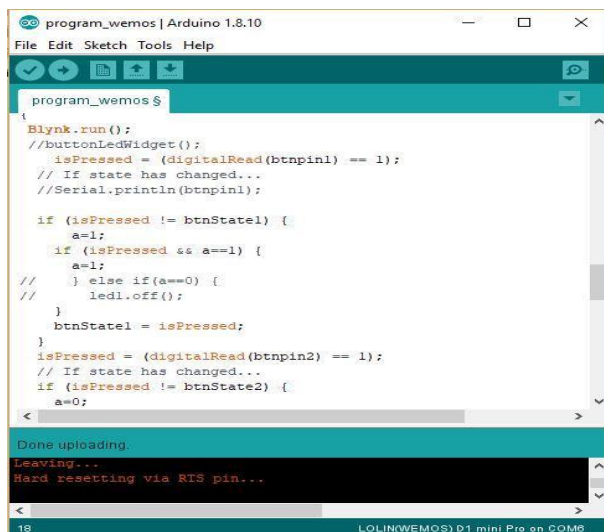 program_wemos | Arduino 1.8.10
File Edit Sketch Tools Help
program_wemos §
{
Blynk.run();
//buttonLedWidget();
isPressed = (digitalRead(btnpin1) == 1);
// If state has changed...
//Serial.println(btnpin1);
if (isPressed != btnState1) {
a=1;
if (isPressed && a==1) {
a=1;
// } else if(a==0) {
// led1.off();
}
btnState1 = isPressed;
}
isPressed = (digitalRead(btnpin2) == 1);
// If state has changed...
if (isPressed != btnState2) {
a=0;
Done uploading.
Leaving...
Hard resetting via RTS pin...
18 LOLIN(WEMOS) D1 mini Pro on COM6